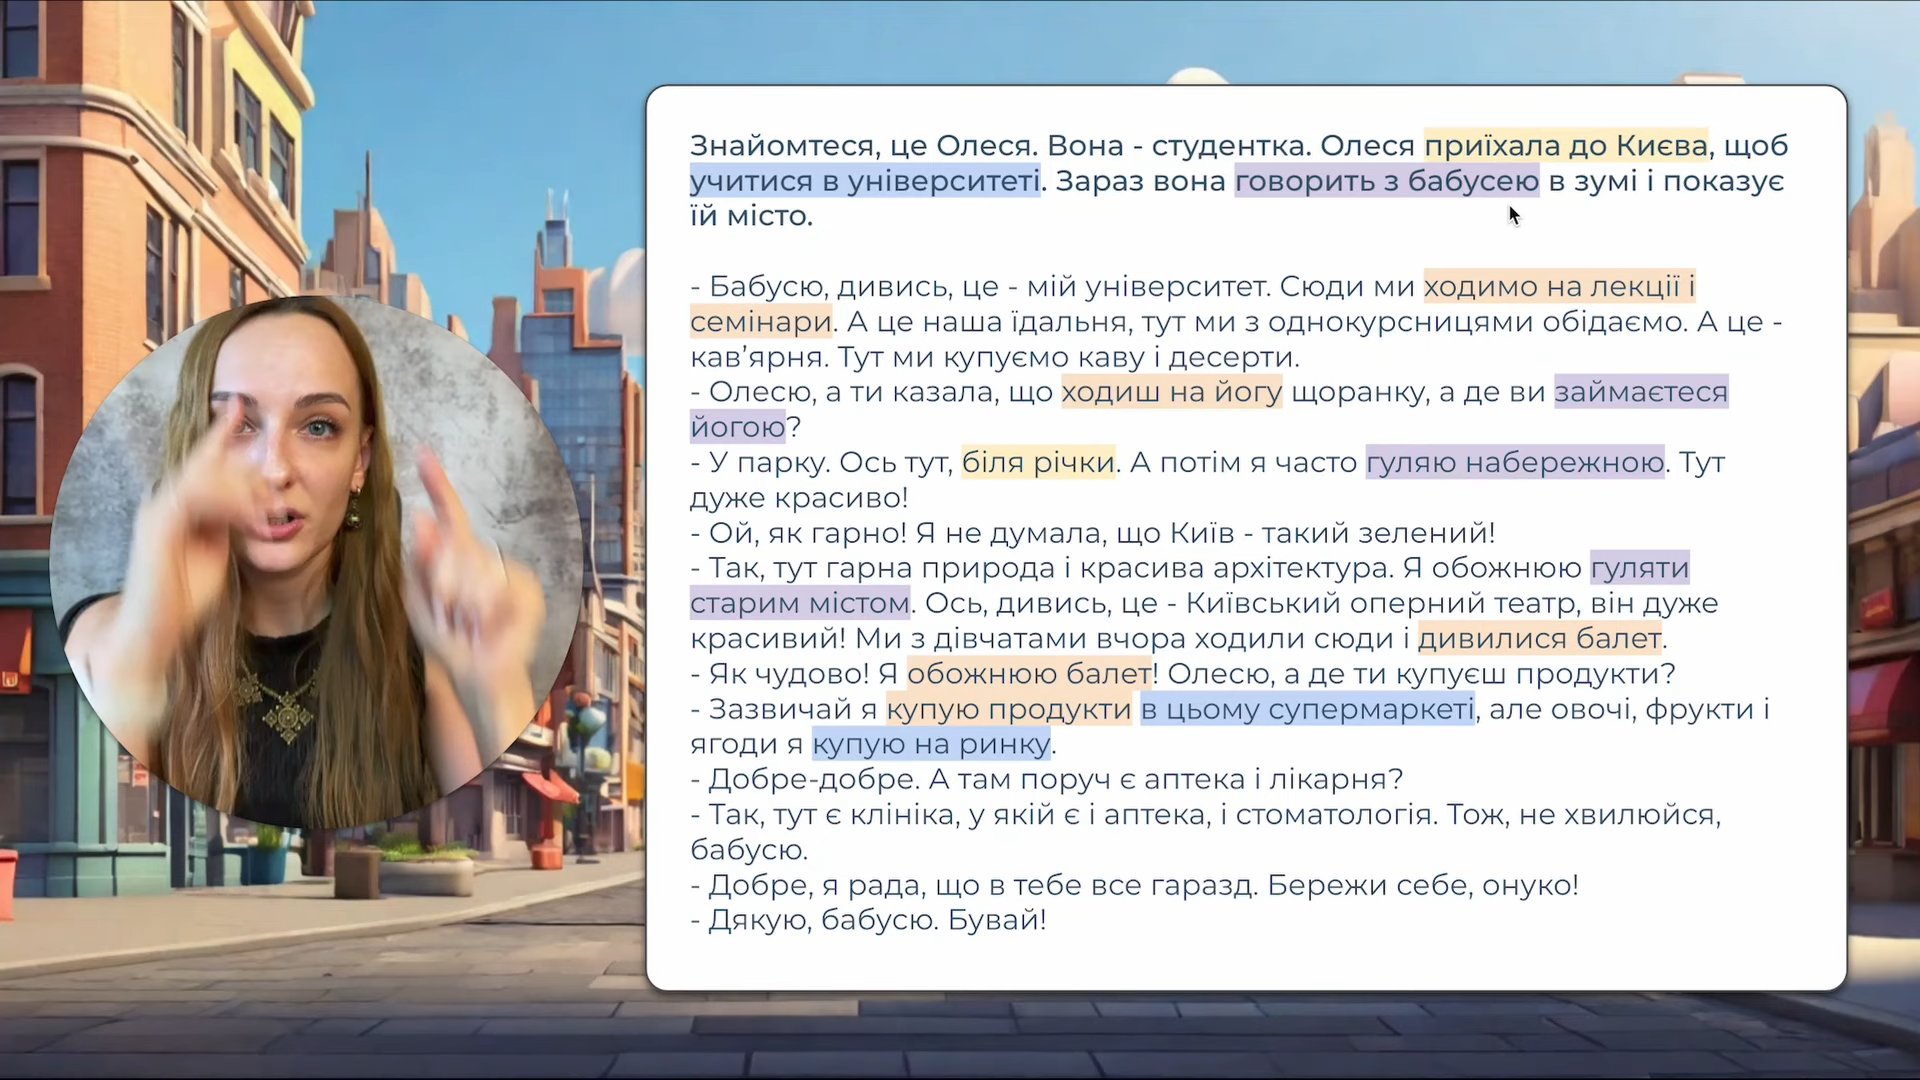 Знайомтеся, це Олеся. Вона - студентка. Олеся приїхала до Києва, щоб
учитися в університеті. Зараз вона говорить з бабусею в зумі і показує
їй місто.
- Бабусю, дивись, це - мій університет. Сюди ми ходимо на лекції і
семінари. А це наша їдальня, тут ми з однокурсницями обідаємо. А це -
кав’ярня. Тут ми купуємо каву і десерти.
- Олесю, а ти казала, що ходиш на йогу щоранку, а де ви займаєтеся
йогою?
- У парку. Ось тут, біля річки. А потім я часто гуляю набережною. Тут
дуже красиво!
- Ой, як гарно! Я не думала, що Київ - такий зелений!
- Так, тут гарна природа і красива архітектура. Я обожнюю гуляти
старим містом. Ось, дивись, це - Київський оперний театр, він дуже
красивий! Ми з дівчатами вчора ходили сюди і дивилися балет.
- Як чудово! Я обожнюю балет! Олесю, а де ти купуєш продукти?
- Зазвичай я купую продукти в цьому супермаркеті, але овочі, фрукти і
ягоди я купую на ринку.
- Добре-добре. А там поруч є аптека і лікарня?
- Так, тут є клініка, у якій є і аптека, і стоматологія. Тож, не хвилюйся,
бабусю.
- Добре, я рада, що в тебе все гаразд. Бережи себе, онуко!
- Дякую, бабусю. Бувай!